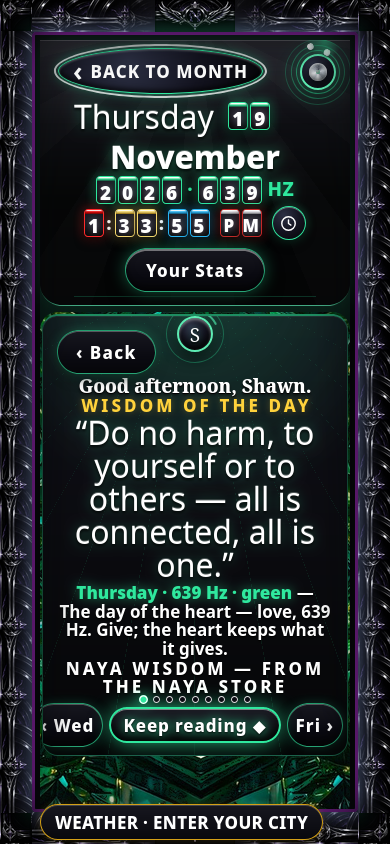 ‹ BACK TO MONTH
Thursday 19
November
2026 · 639 HZ
1:33:55 PM
Your Stats
S
‹ Back
Good afternoon, Shawn.
WISDOM OF THE DAY
“Do no harm, to
yourself or to
others — all is
connected, all is
one.”
Thursday · 639 Hz · green —
The day of the heart — love, 639
Hz. Give; the heart keeps what
it gives.
NAYA WISDOM — FROM
THE NAYA STORE
‹ Wed
Keep reading ◆
Fri ›
WEATHER · ENTER YOUR CITY